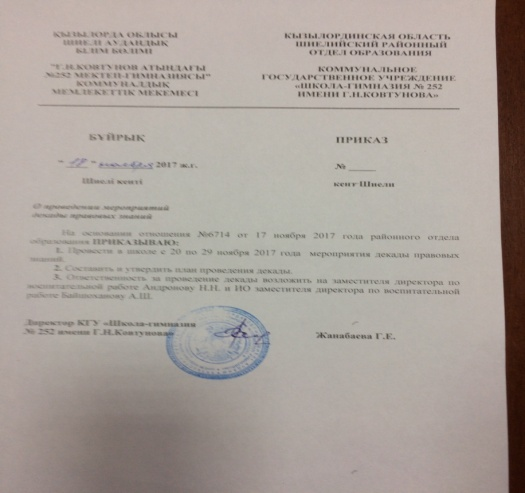 ҚЫЗЫЛОРДА ОБЛЫСЫ
ШИЕЛІ АУДАНДЫҚ
БІЛІМ БӨЛІМІ
"Г.Н.КОВТУНОВ АТЫНДАҒЫ
№252 МЕКТЕП-ГИМНАЗИЯСЫ"
КОММУНАЛДЫҚ
МЕМЛЕКЕТТІК МЕКЕМЕСІ
КЫЗЫЛОРДИНСКАЯ ОБЛАСТЬ
ШИЕЛИЙСКИЙ РАЙОННЫЙ
ОТДЕЛ ОБРАЗОВАНИЯ
КОММУНАЛЬНОЕ
ГОСУДАРСТВЕННОЕ УЧРЕЖДЕНИЕ
«ШКОЛА-ГИМНАЗИЯ № 252
ИМЕНИ Г.Н.КОВТУНОВА»
БҰЙРЫҚ
ПРИКАЗ
" 18 " ноября 2017 ж.г.
№ _____
Шиелі кенті
кент Шиели
О проведении мероприятий
декады правовых знаний
На основании отношения №6714 от 17 ноября 2017 года районного отдела
образования ПРИКАЗЫВАЮ:
1. Провести в школе с 20 по 29 ноября 2017 года мероприятия декады правовых
знаний.
2. Составить и утвердить план проведения декады.
3. Ответственность за проведение декады возложить на заместителя директора по
воспитательной работе Андронову Н.Н. и ИО заместителя директора по воспитательной
работе А.Ш.
Директор КГУ «Школа-гимназия
№ 252 имени Г.Н.Ковтунова»
Жанабаева Г.Е.